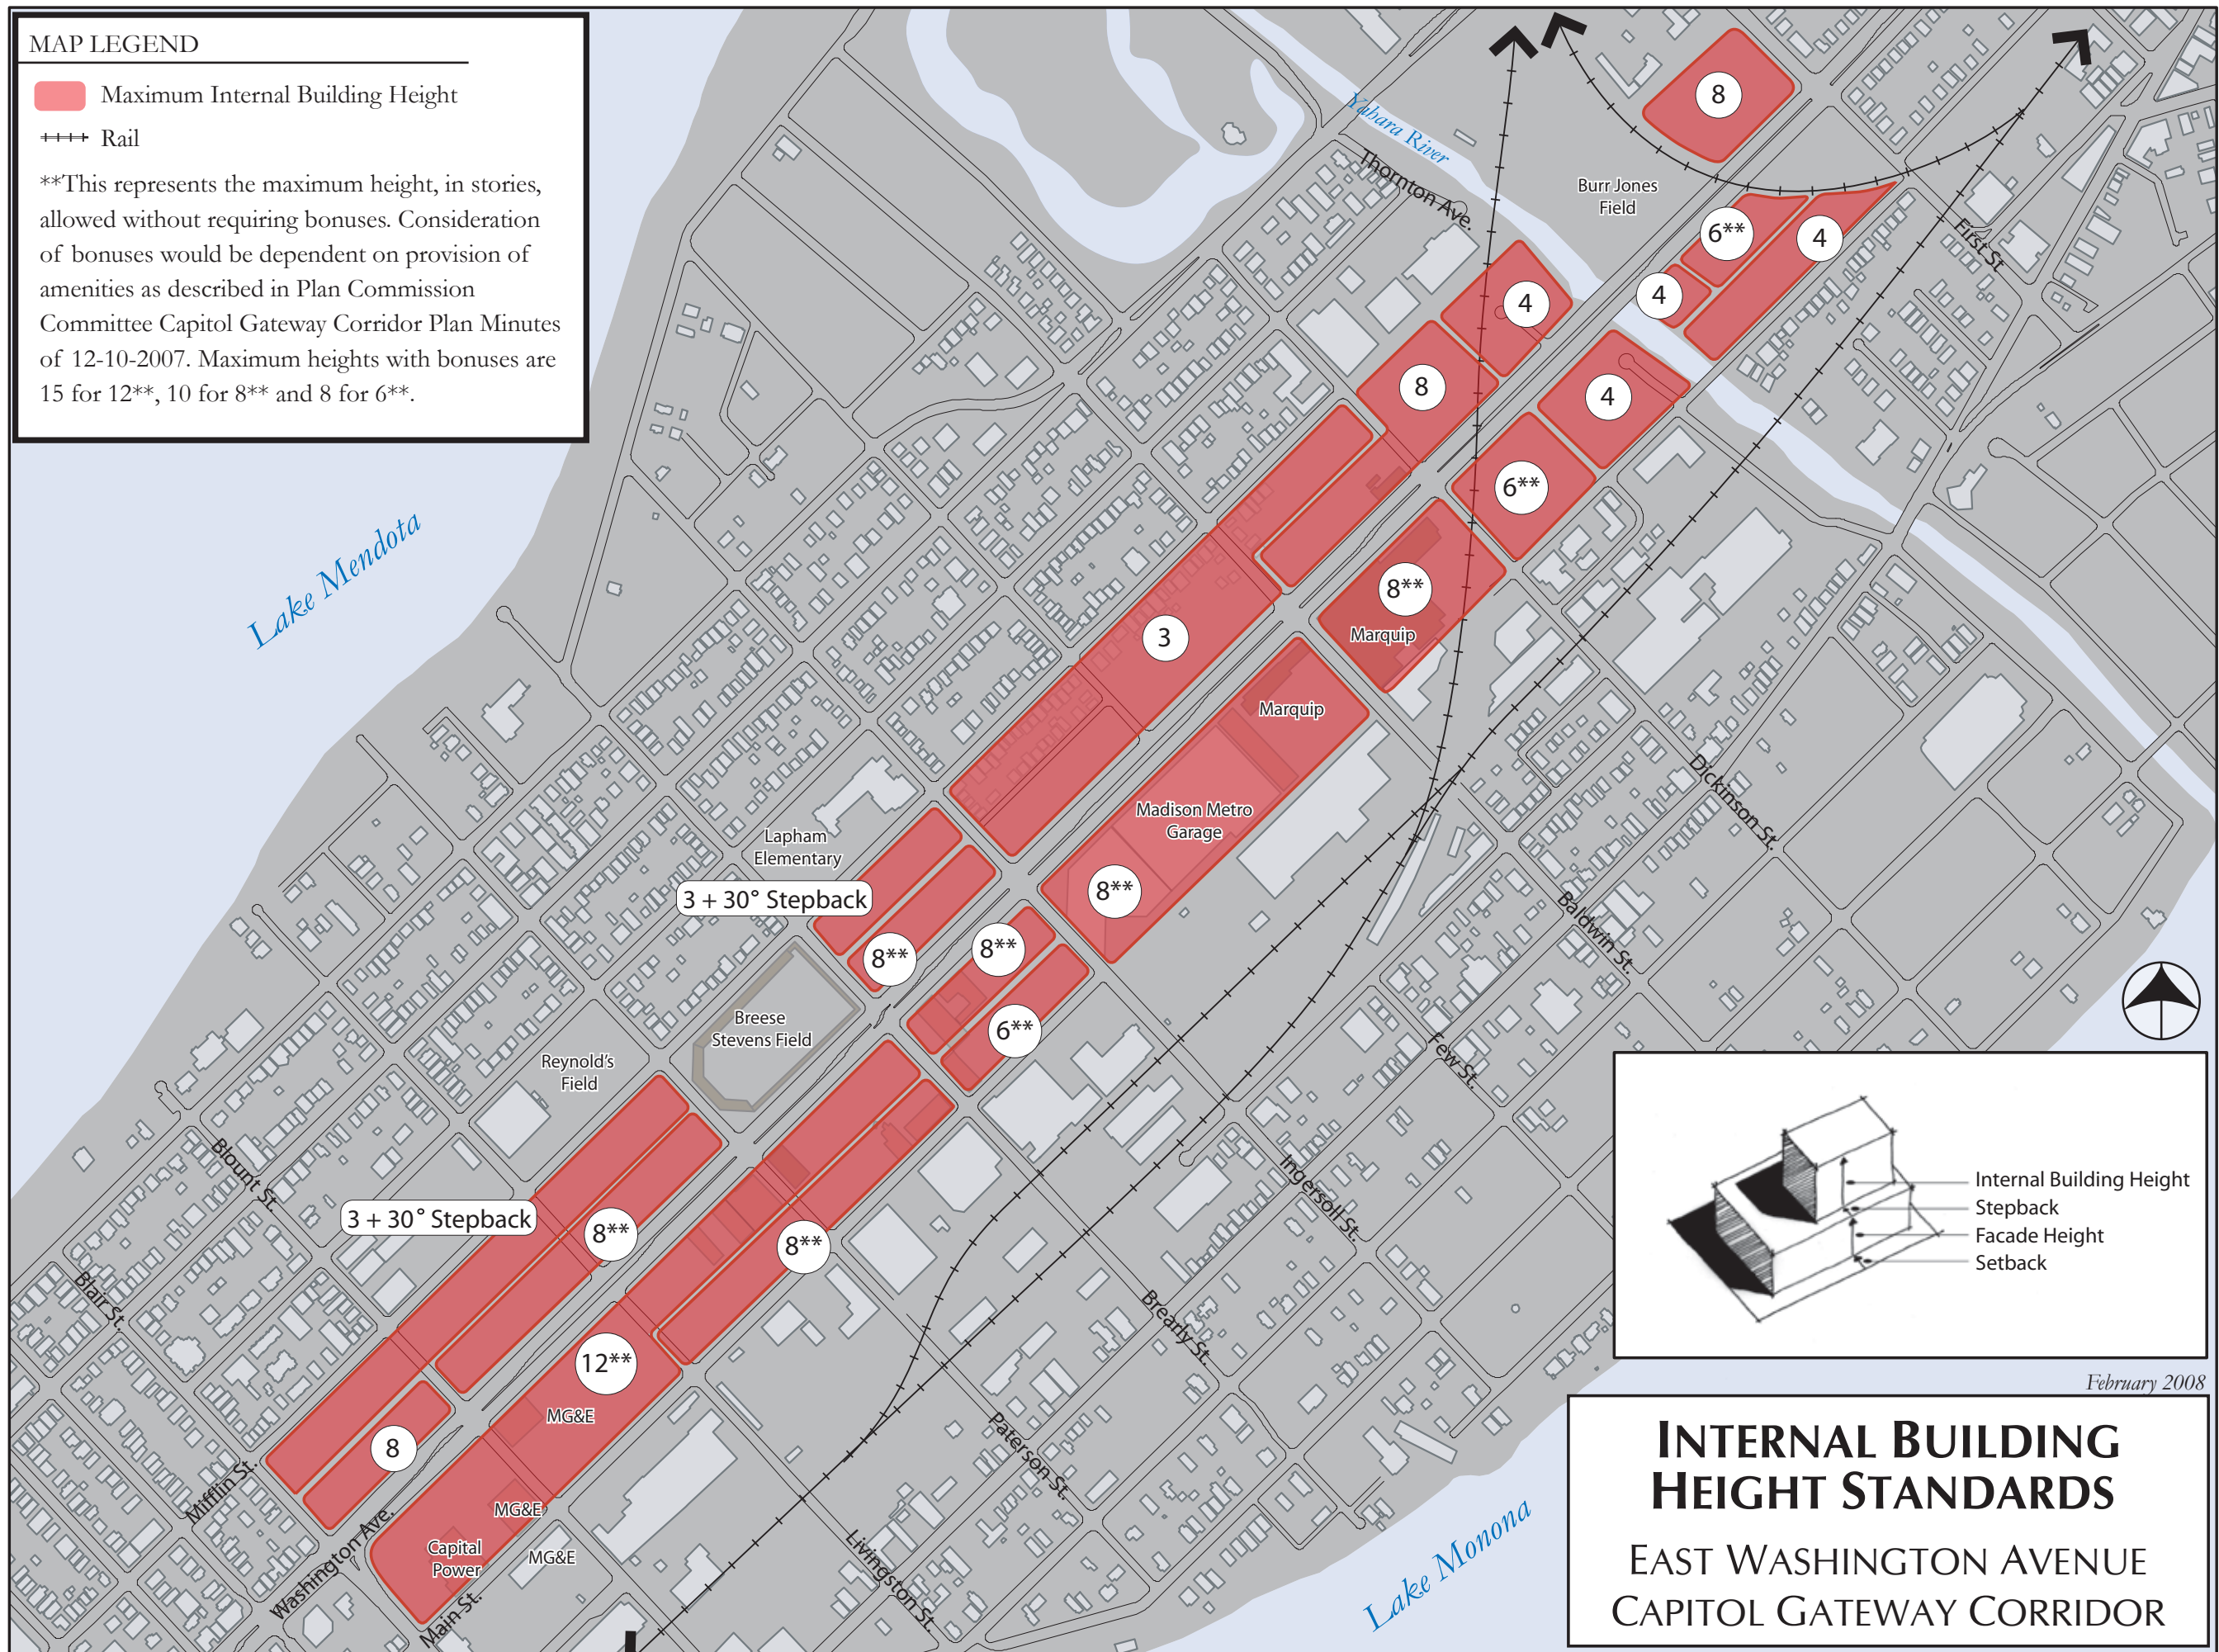 MAP LEGEND
Maximum Internal Building Height
Rail
**This represents the maximum height, in stories,
allowed without requiring bonuses. Consideration
of bonuses would be dependent on provision of
amenities as described in Plan Commission
Committee Capitol Gateway Corridor Plan Minutes
of 12-10-2007. Maximum heights with bonuses are
15 for 12**, 10 for 8** and 8 for 6**.
8
Yahara River
Thornton Ave.
Burr Jones
Field
6**
4
First St
4
4
8
4
6**
Lake Mendota
8**
Marquip
3
Marquip
Madison Metro
Garage
Dickinson St.
Lapham
Elementary
3 + 30° Stepback
8**
8**
8**
Baldwin St.
6**
Breese
Stevens Field
Reynold's
Field
Few St.
Blount St.
3 + 30° Stepback
8**
8**
Ingersoll St.
Internal Building Height
Stepback
Facade Height
Setback
Blair St.
12**
MG&E
Brearly St.
8
Paterson St.
Mifflin St.
MG&E
Capital
Power
MG&E
Washington Ave.
Main St.
Livingston St.
Lake Monona
February 2008
INTERNAL BUILDING
HEIGHT STANDARDS
EAST WASHINGTON AVENUE
CAPITOL GATEWAY CORRIDOR